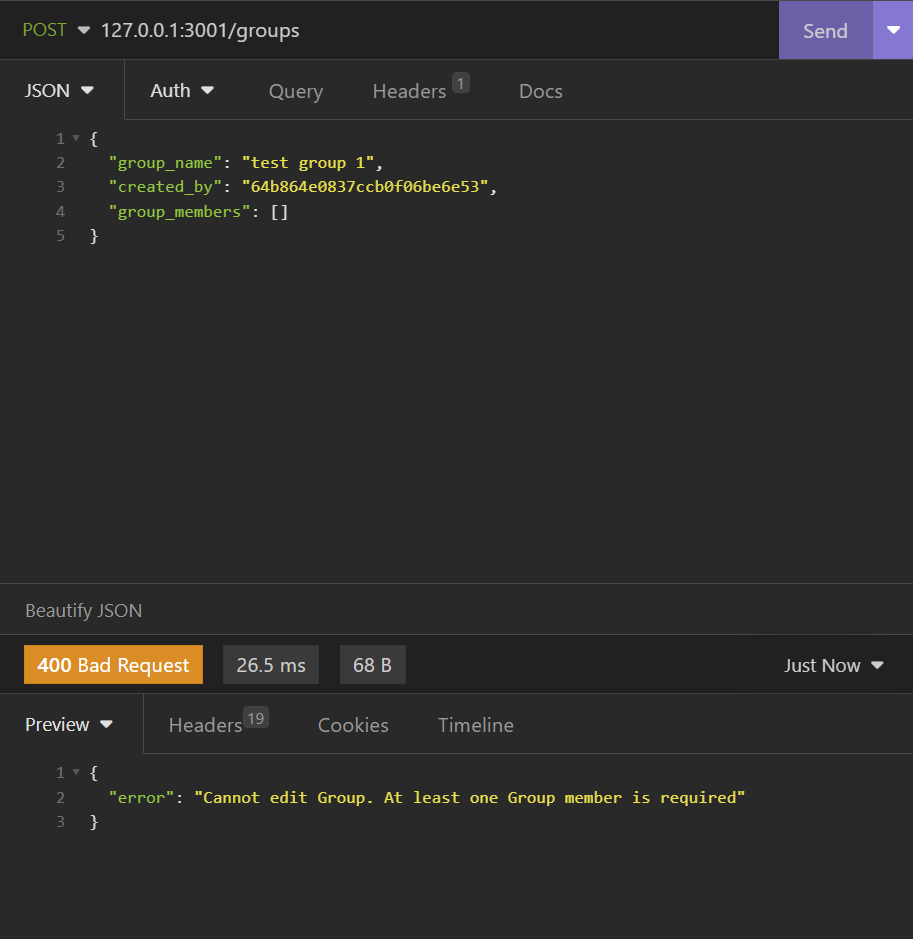 POST 127.0.0.1:3001/groups Send
JSON Auth Query Headers 1 Docs
1 {
2 "group_name": "test group 1",
3 "created_by": "64b864e0837ccb0f06be6e53",
4 "group_members": []
5 }
Beautify JSON
400 Bad Request 26.5 ms 68 B Just Now
Preview Headers 19 Cookies Timeline
1 {
2 "error": "Cannot edit Group. At least one Group member is required"
3 }